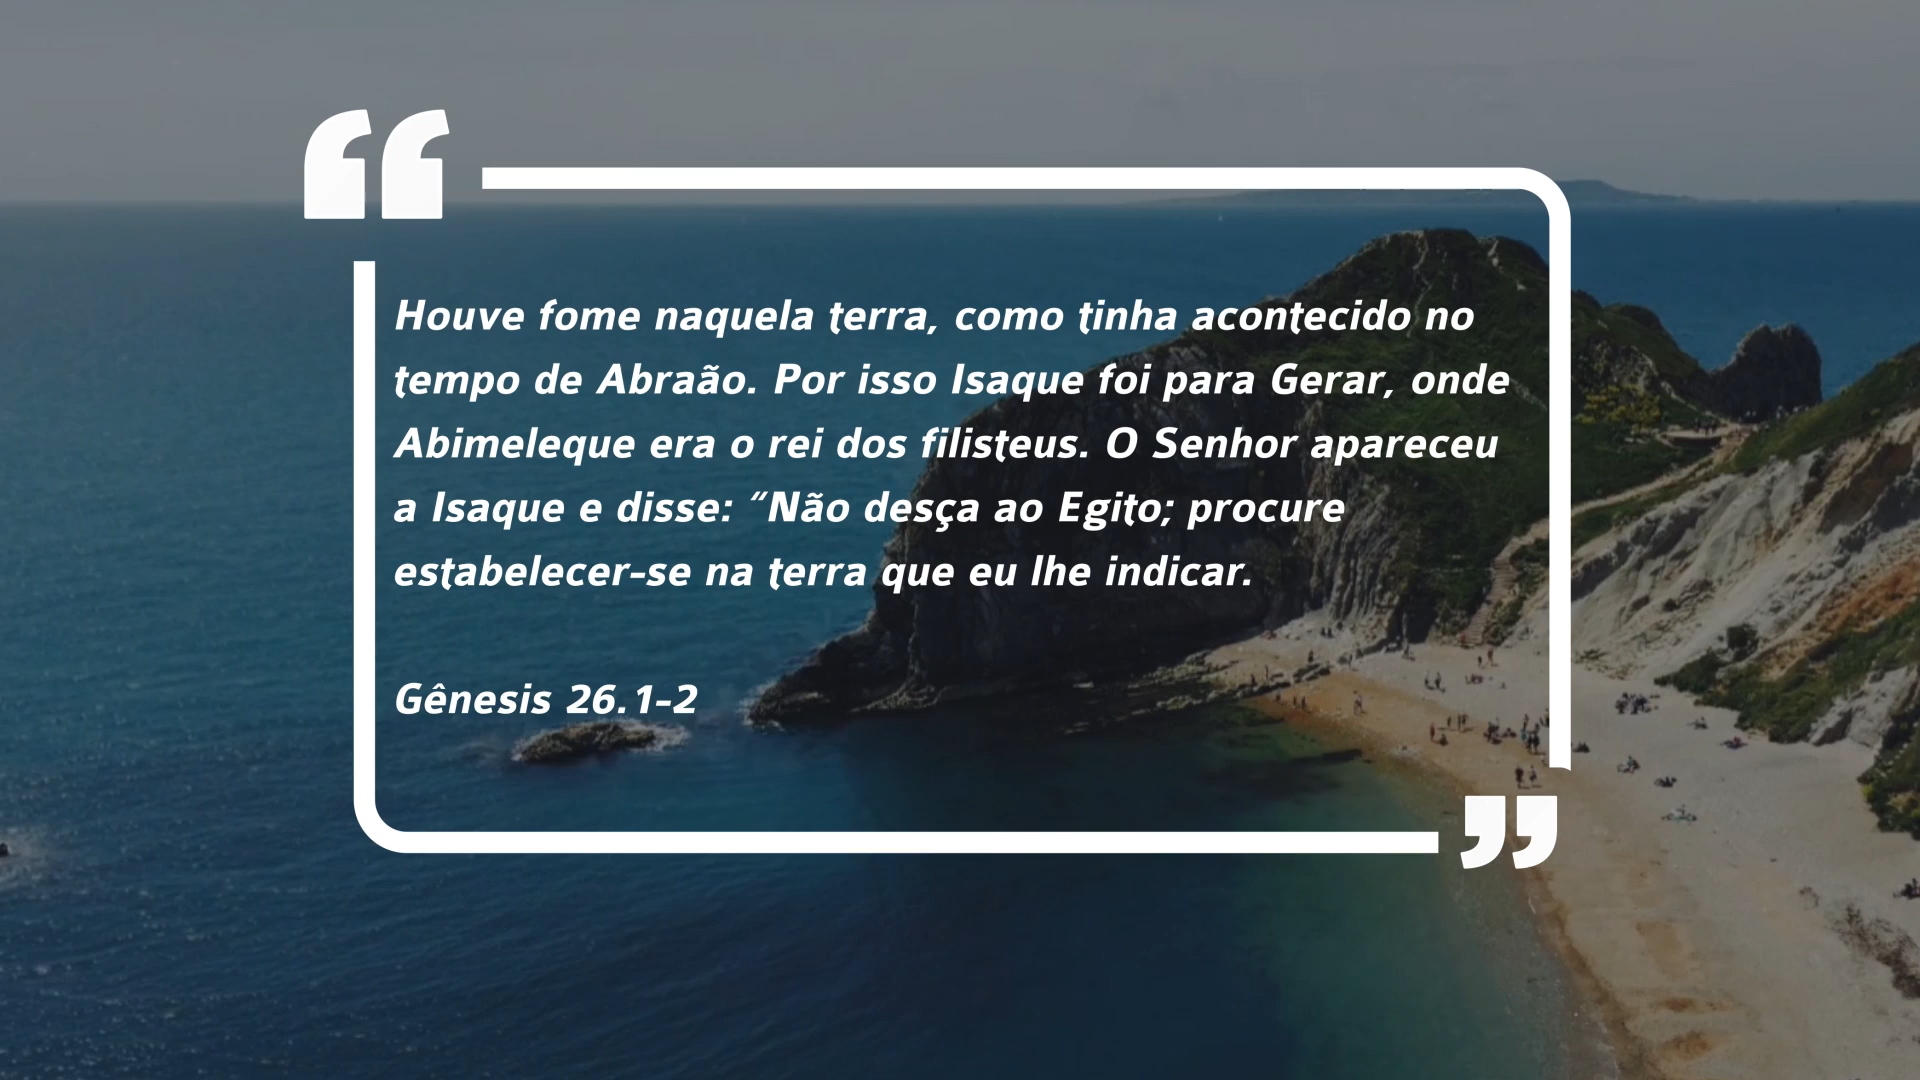 Houve fome naquela terra, como tinha acontecido no
tempo de Abraão. Por isso Isaque foi para Gerar, onde
Abimeleque era o rei dos filisteus. O Senhor apareceu
a Isaque e disse: “Não desça ao Egito; procure
estabelecer-se na terra que eu lhe indicar.
Gênesis 26.1-2